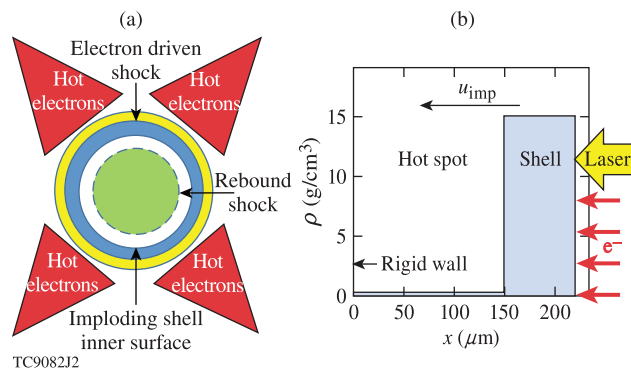 (a)
Electron driven
shock
Hot
electrons
Hot
electrons
Rebound
shock
Hot
electrons
Hot
electrons
Imploding shell
inner surface
TC9082J2
(b)
u_imp
15
10
5
0
ρ (g/cm³)
Hot spot
Shell
Laser
e⁻
Rigid wall
0 50 100 150 200
x (μm)